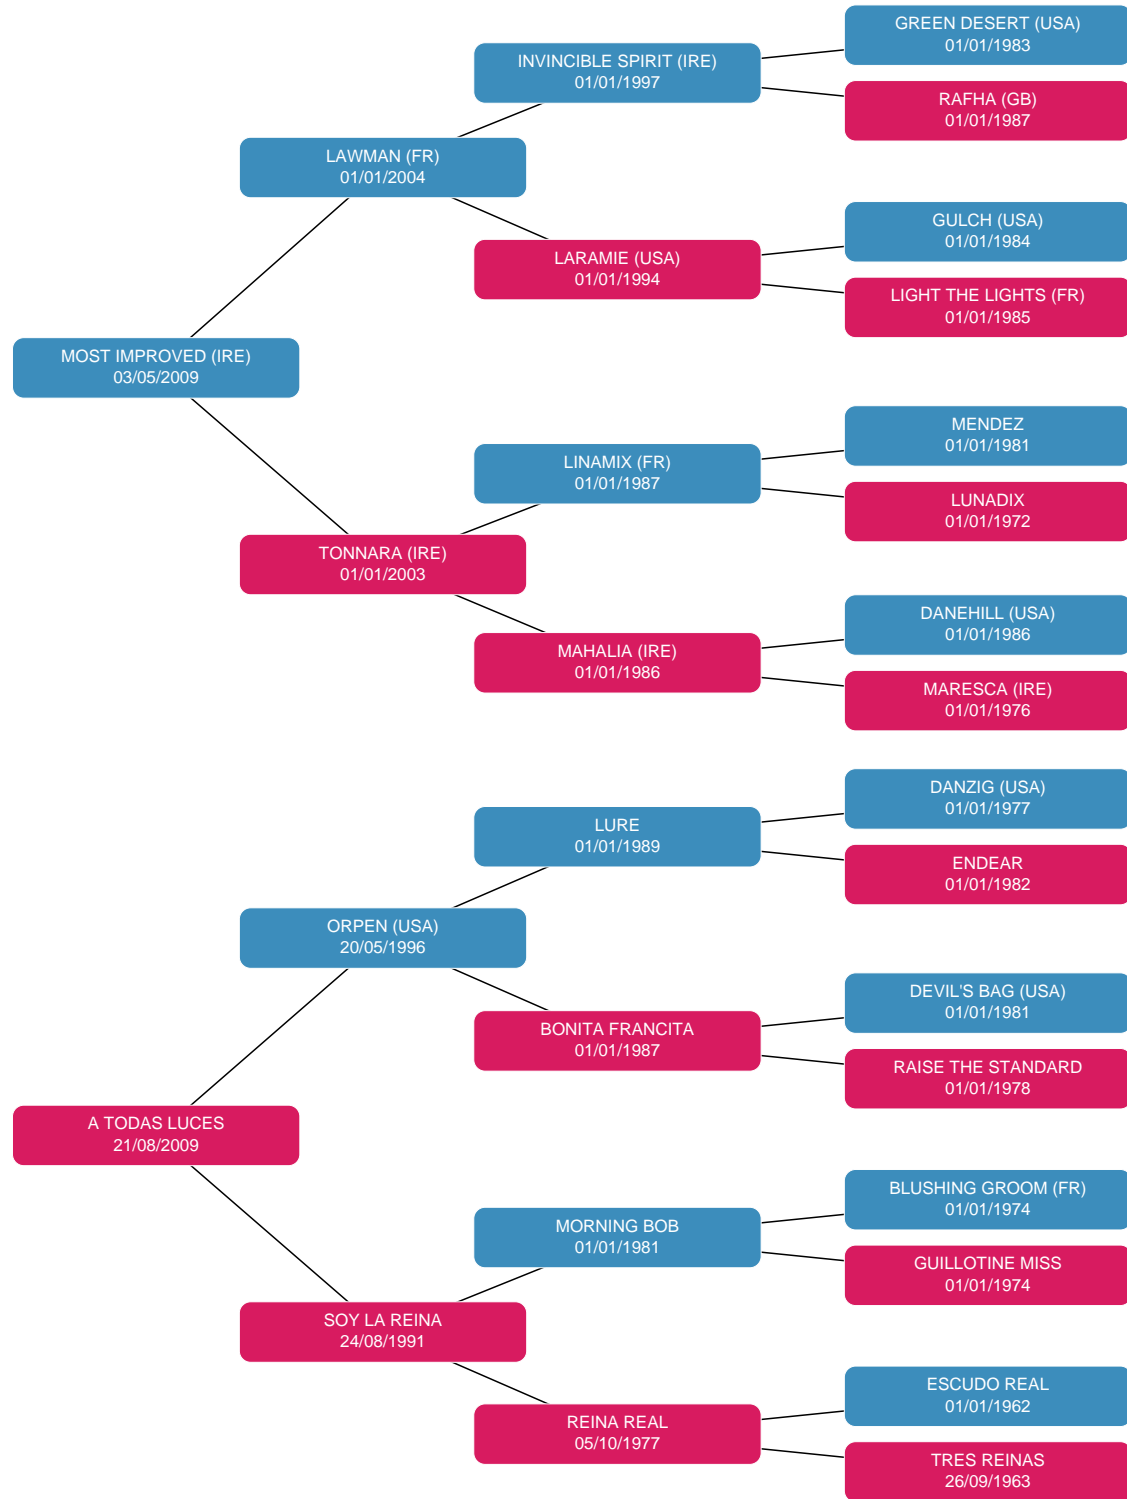 GREEN DESERT (USA)
01/01/1983
INVINCIBLE SPIRIT (IRE)
01/01/1997
RAFHA (GB)
01/01/1987
LAWMAN (FR)
01/01/2004
GULCH (USA)
01/01/1984
LARAMIE (USA)
01/01/1994
LIGHT THE LIGHTS (FR)
01/01/1985
MOST IMPROVED (IRE)
03/05/2009
MENDEZ
01/01/1981
LINAMIX (FR)
01/01/1987
LUNADIX
01/01/1972
TONNARA (IRE)
01/01/2003
DANEHILL (USA)
01/01/1986
MAHALIA (IRE)
01/01/1986
MARESCA (IRE)
01/01/1976
DANZIG (USA)
01/01/1977
LURE
01/01/1989
ENDEAR
01/01/1982
ORPEN (USA)
20/05/1996
DEVIL'S BAG (USA)
01/01/1981
BONITA FRANCITA
01/01/1987
RAISE THE STANDARD
01/01/1978
A TODAS LUCES
21/08/2009
BLUSHING GROOM (FR)
01/01/1974
MORNING BOB
01/01/1981
GUILLOTINE MISS
01/01/1974
SOY LA REINA
24/08/1991
ESCUDO REAL
01/01/1962
REINA REAL
05/10/1977
TRES REINAS
26/09/1963